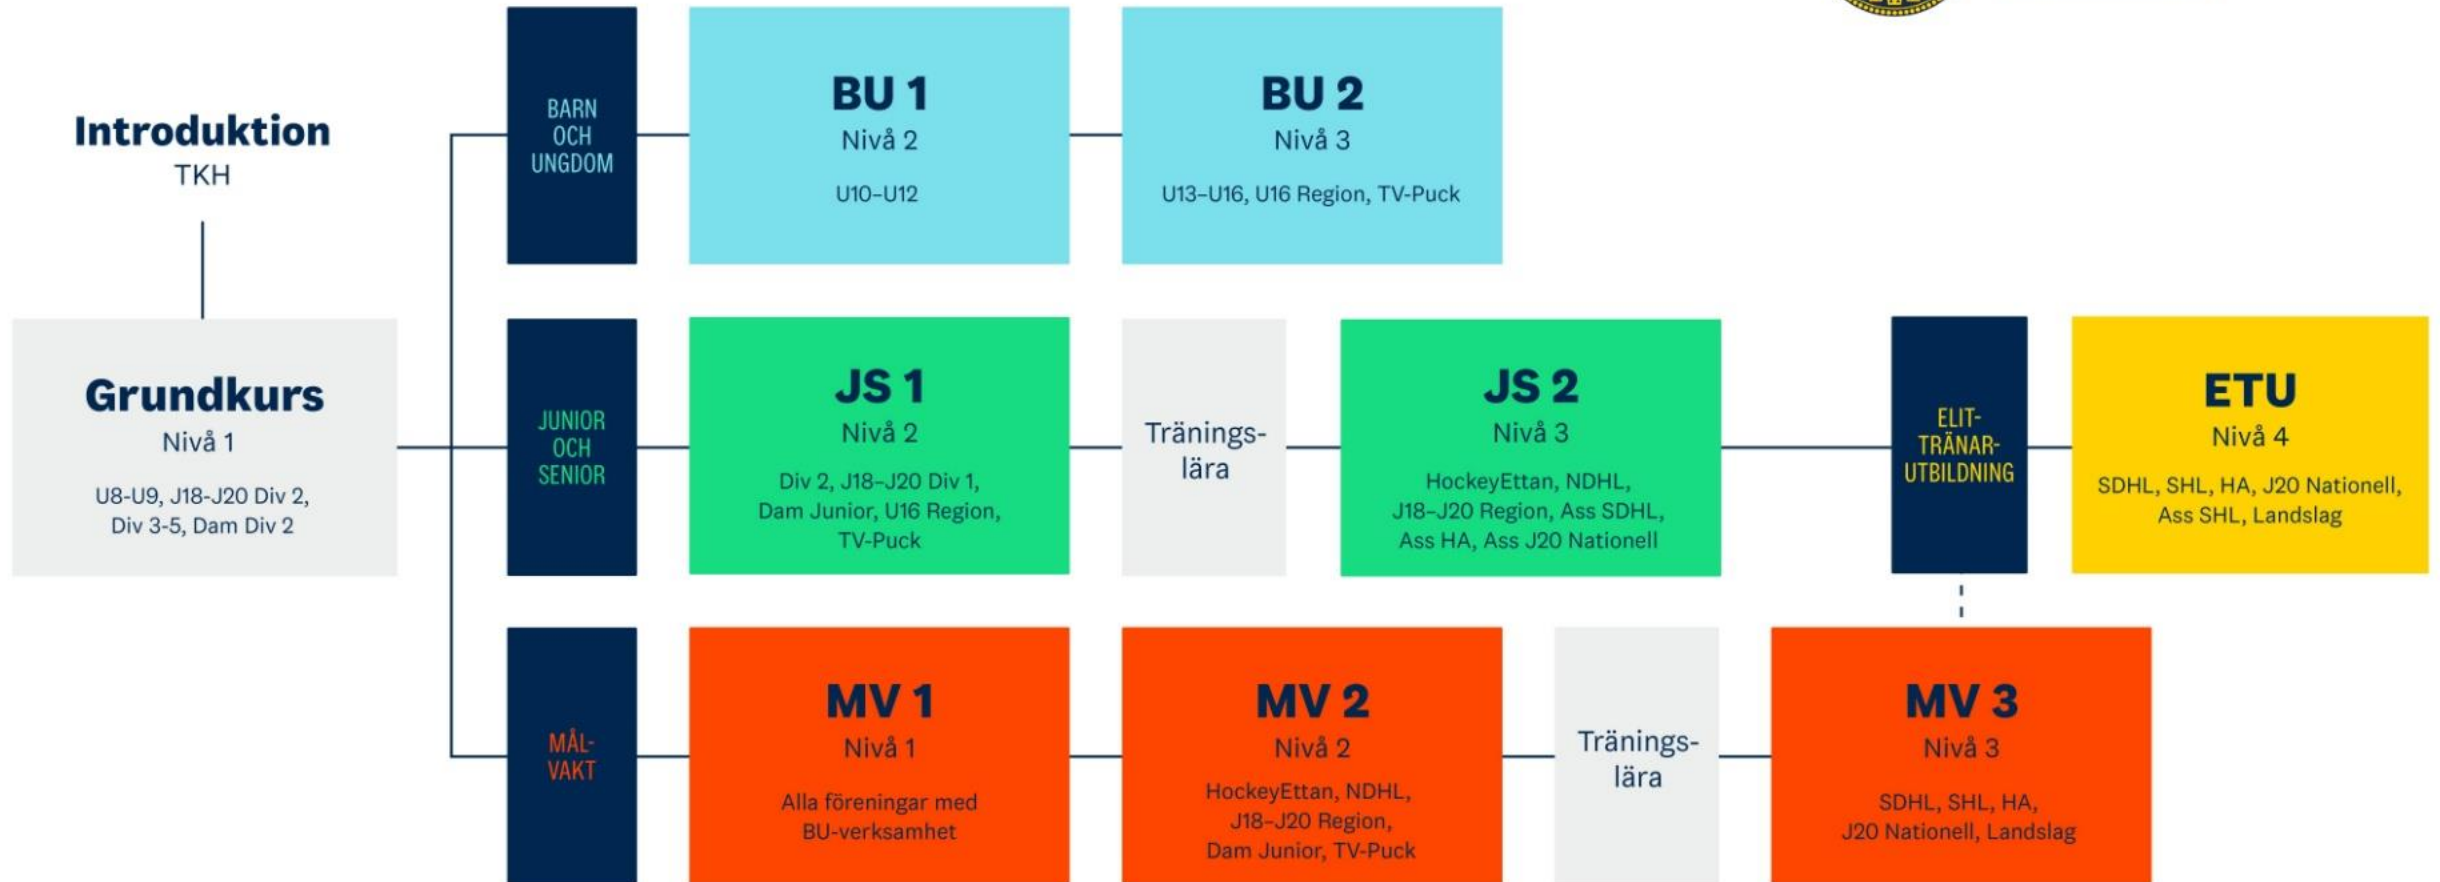 Introduktion
TKH
Grundkurs
Nivå 1
U8-U9, J18-J20 Div 2,
Div 3-5, Dam Div 2
BARN
OCH
UNGDOM
BU 1
Nivå 2
U10–U12
BU 2
Nivå 3
U13–U16, U16 Region, TV-Puck
JUNIOR
OCH
SENIOR
JS 1
Nivå 2
Div 2, J18–J20 Div 1,
Dam Junior, U16 Region,
TV-Puck
Tränings-
lära
JS 2
Nivå 3
HockeyEttan, NDHL,
J18–J20 Region, Ass SDHL,
Ass HA, Ass J20 Nationell
ELIT-
TRÄNAR-
UTBILDNING
ETU
Nivå 4
SDHL, SHL, HA, J20 Nationell,
Ass SHL, Landslag
MÅL-
VAKT
MV 1
Nivå 1
Alla föreningar med
BU-verksamhet
MV 2
Nivå 2
HockeyEttan, NDHL,
J18–J20 Region,
Dam Junior, TV-Puck
Tränings-
lära
MV 3
Nivå 3
SDHL, SHL, HA,
J20 Nationell, Landslag